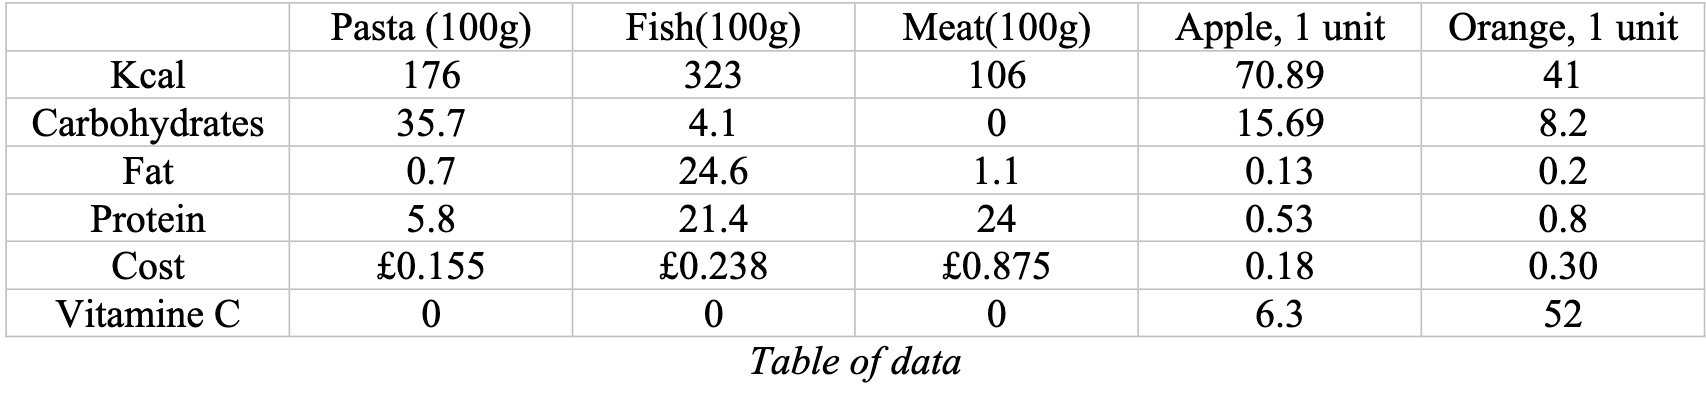 Pasta (100g) Fish(100g) Meat(100g) Apple, 1 unit Orange, 1 unit
Kcal 176 323 106 70.89 41
Carbohydrates 35.7 4.1 0 15.69 8.2
Fat 0.7 24.6 1.1 0.13 0.2
Protein 5.8 21.4 24 0.53 0.8
Cost £0.155 £0.238 £0.875 0.18 0.30
Vitamine C 0 0 0 6.3 52
Table of data